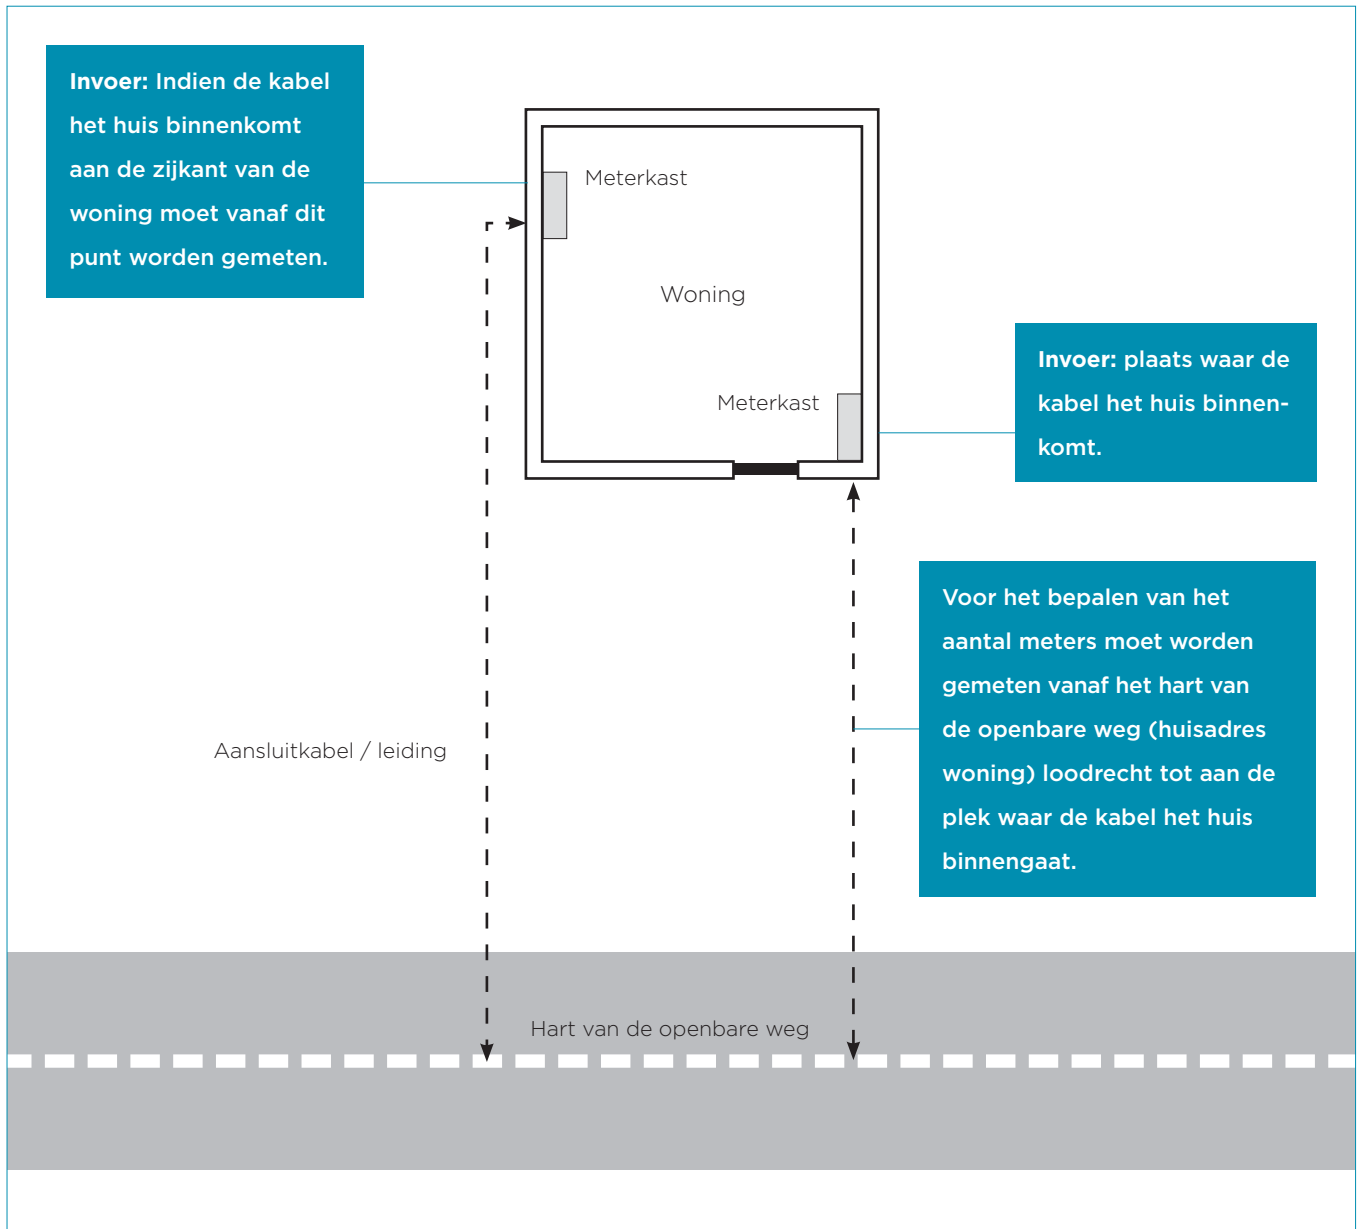 Invoer: Indien de kabel
het huis binnenkomt
aan de zijkant van de
woning moet vanaf dit
punt worden gemeten.
Meterkast
Woning
Invoer: plaats waar de
kabel het huis binnen-
komt.
Meterkast
Voor het bepalen van het
aantal meters moet worden
gemeten vanaf het hart van
de openbare weg (huisadres
woning) loodrecht tot aan de
plek waar de kabel het huis
binnengaat.
Aansluitkabel / leiding
Hart van de openbare weg